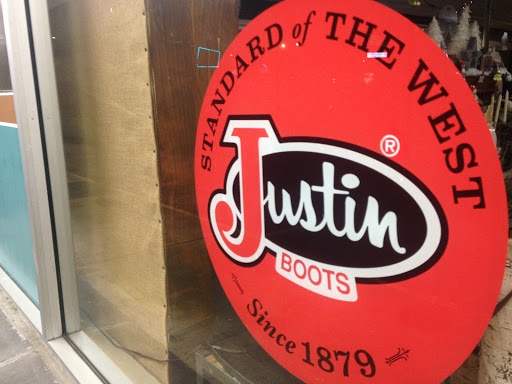 STANDARD of THE WEST
Justin ®
BOOTS
Since 1879